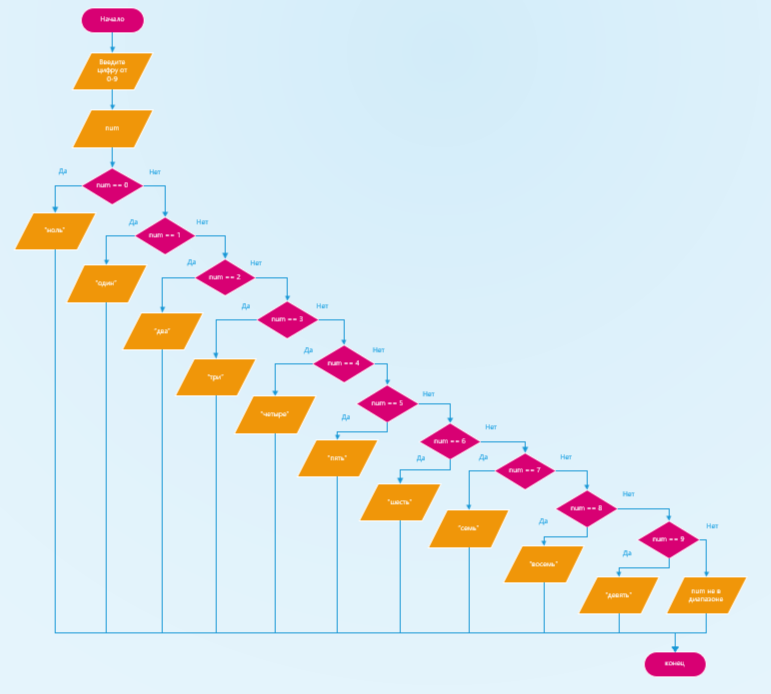 Начало
Введите
цифру от
0-9
num
Да
Нет
num == 0
"ноль"
Да
Нет
num == 1
"один"
Да
Нет
num == 2
"два"
Да
Нет
num == 3
"три"
Да
Нет
num == 4
"четыре"
Да
Нет
num == 5
"пять"
Да
Нет
num == 6
"шесть"
Да
Нет
num == 7
"семь"
Да
Нет
num == 8
"восемь"
Да
Нет
num == 9
"девять"
num не в
диапазоне
конец